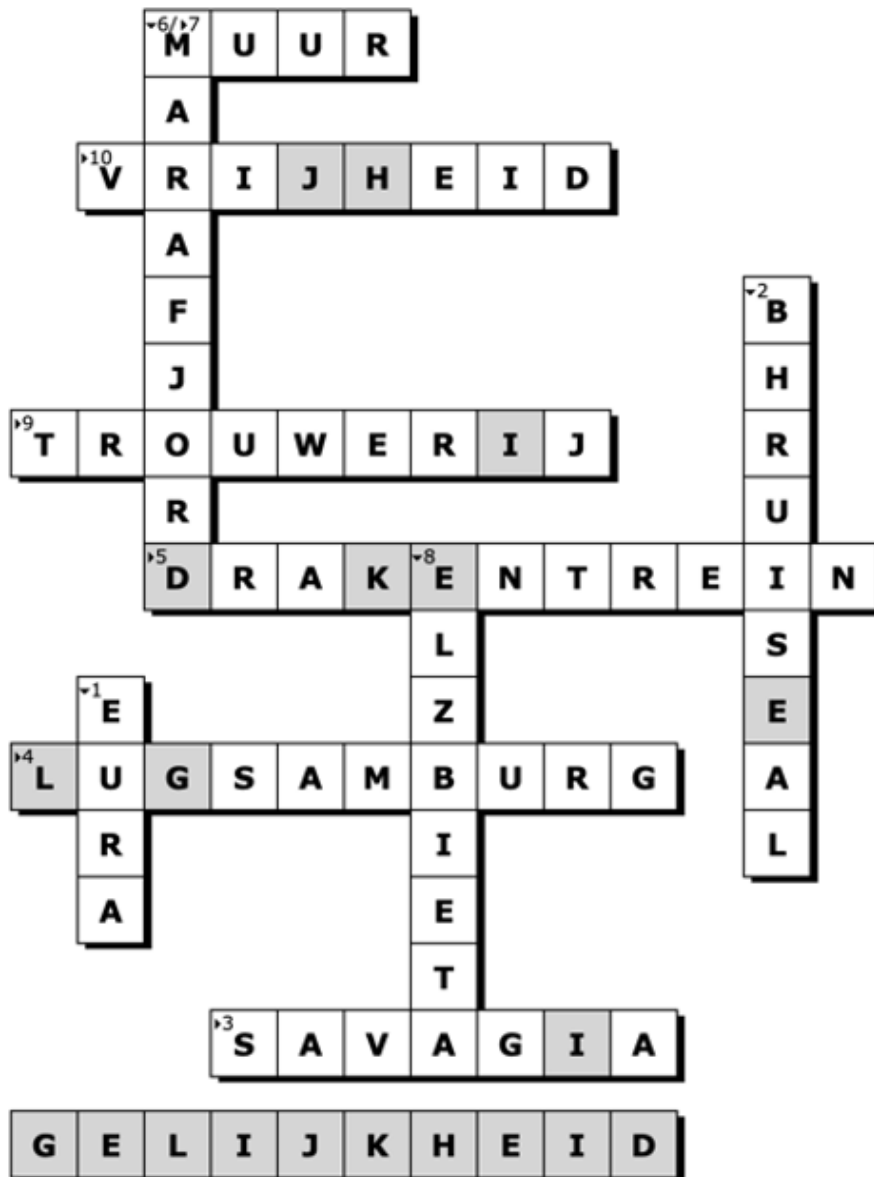 6/7 M U U R
A
10 V R I J H E I D
A
F 2 B
J H
9 T R O U W E R I J R
R U
5 D R A K 8 E N T R E I N
L S
1 E Z E
4 L U G S A M B U R G A
R I L
A E
T
3 S A V A G I A
G E L I J K H E I D